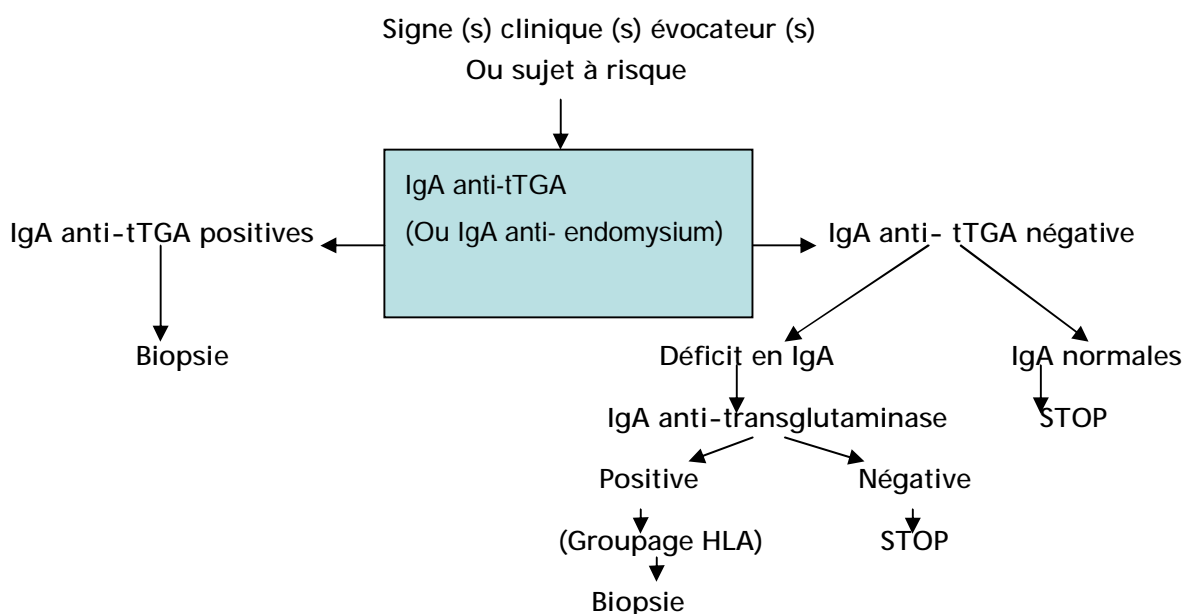 Signe (s) clinique (s) évocateur (s)
Ou sujet à risque
IgA anti-tTGA
(Ou IgA anti- endomysium)
IgA anti-tTGA positives
IgA anti- tTGA négative
Biopsie
Déficit en IgA
IgA normales
IgA anti-transglutaminase
STOP
Positive
Négative
(Groupage HLA)
STOP
Biopsie